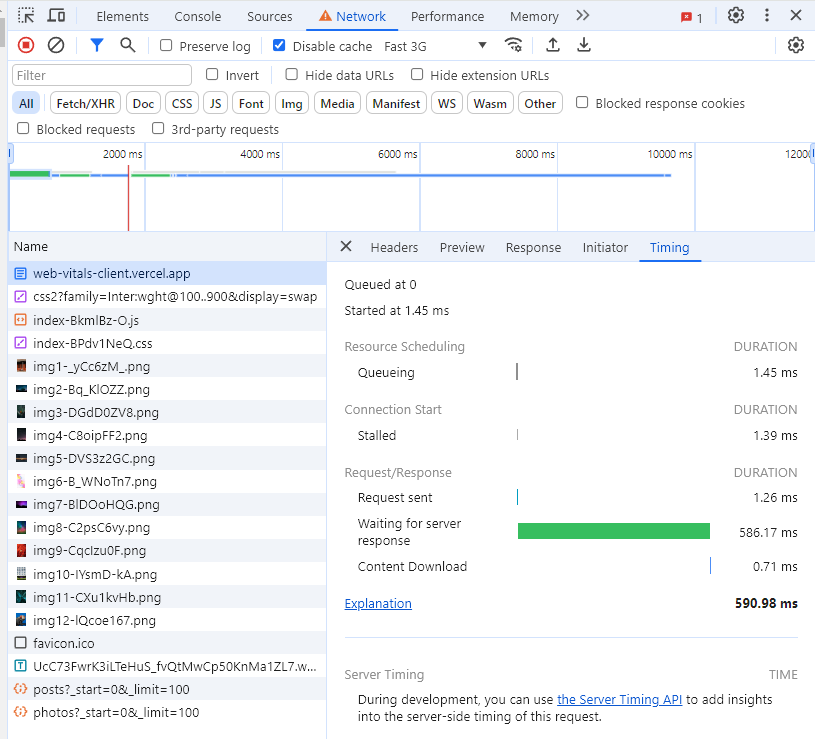 Elements Console Sources Network Performance Memory 1
Preserve log Disable cache Fast 3G
Filter Invert Hide data URLs Hide extension URLs
All Fetch/XHR Doc CSS JS Font Img Media Manifest WS Wasm Other Blocked response cookies
Blocked requests 3rd-party requests
2000 ms 4000 ms 6000 ms 8000 ms 10000 ms 12000
Name
web-vitals-client.vercel.app
css2?family=Inter:wght@100..900&display=swap
index-BkmlBz-O.js
index-BPdv1NeQ.css
img1-_yCc6zM_.png
img2-Bq_KlOZZ.png
img3-DGdD0ZV8.png
img4-C8oipFF2.png
img5-DVS3z2GC.png
img6-B_WNoTn7.png
img7-BlDOoHQG.png
img8-C2psC6vy.png
img9-CqcIzu0F.png
img10-IYsmD-kA.png
img11-CXu1kvHb.png
img12-lQcoe167.png
favicon.ico
UcC73FwrK3iLTeHuS_fvQtMwCp50KnMa1ZL7.w...
posts?_start=0&_limit=100
photos?_start=0&_limit=100
Headers Preview Response Initiator Timing
Queued at 0
Started at 1.45 ms
Resource Scheduling DURATION
Queueing 1.45 ms
Connection Start DURATION
Stalled 1.39 ms
Request/Response DURATION
Request sent 1.26 ms
Waiting for server
response 586.17 ms
Content Download 0.71 ms
Explanation 590.98 ms
Server Timing TIME
During development, you can use the Server Timing API to add insights
into the server-side timing of this request.